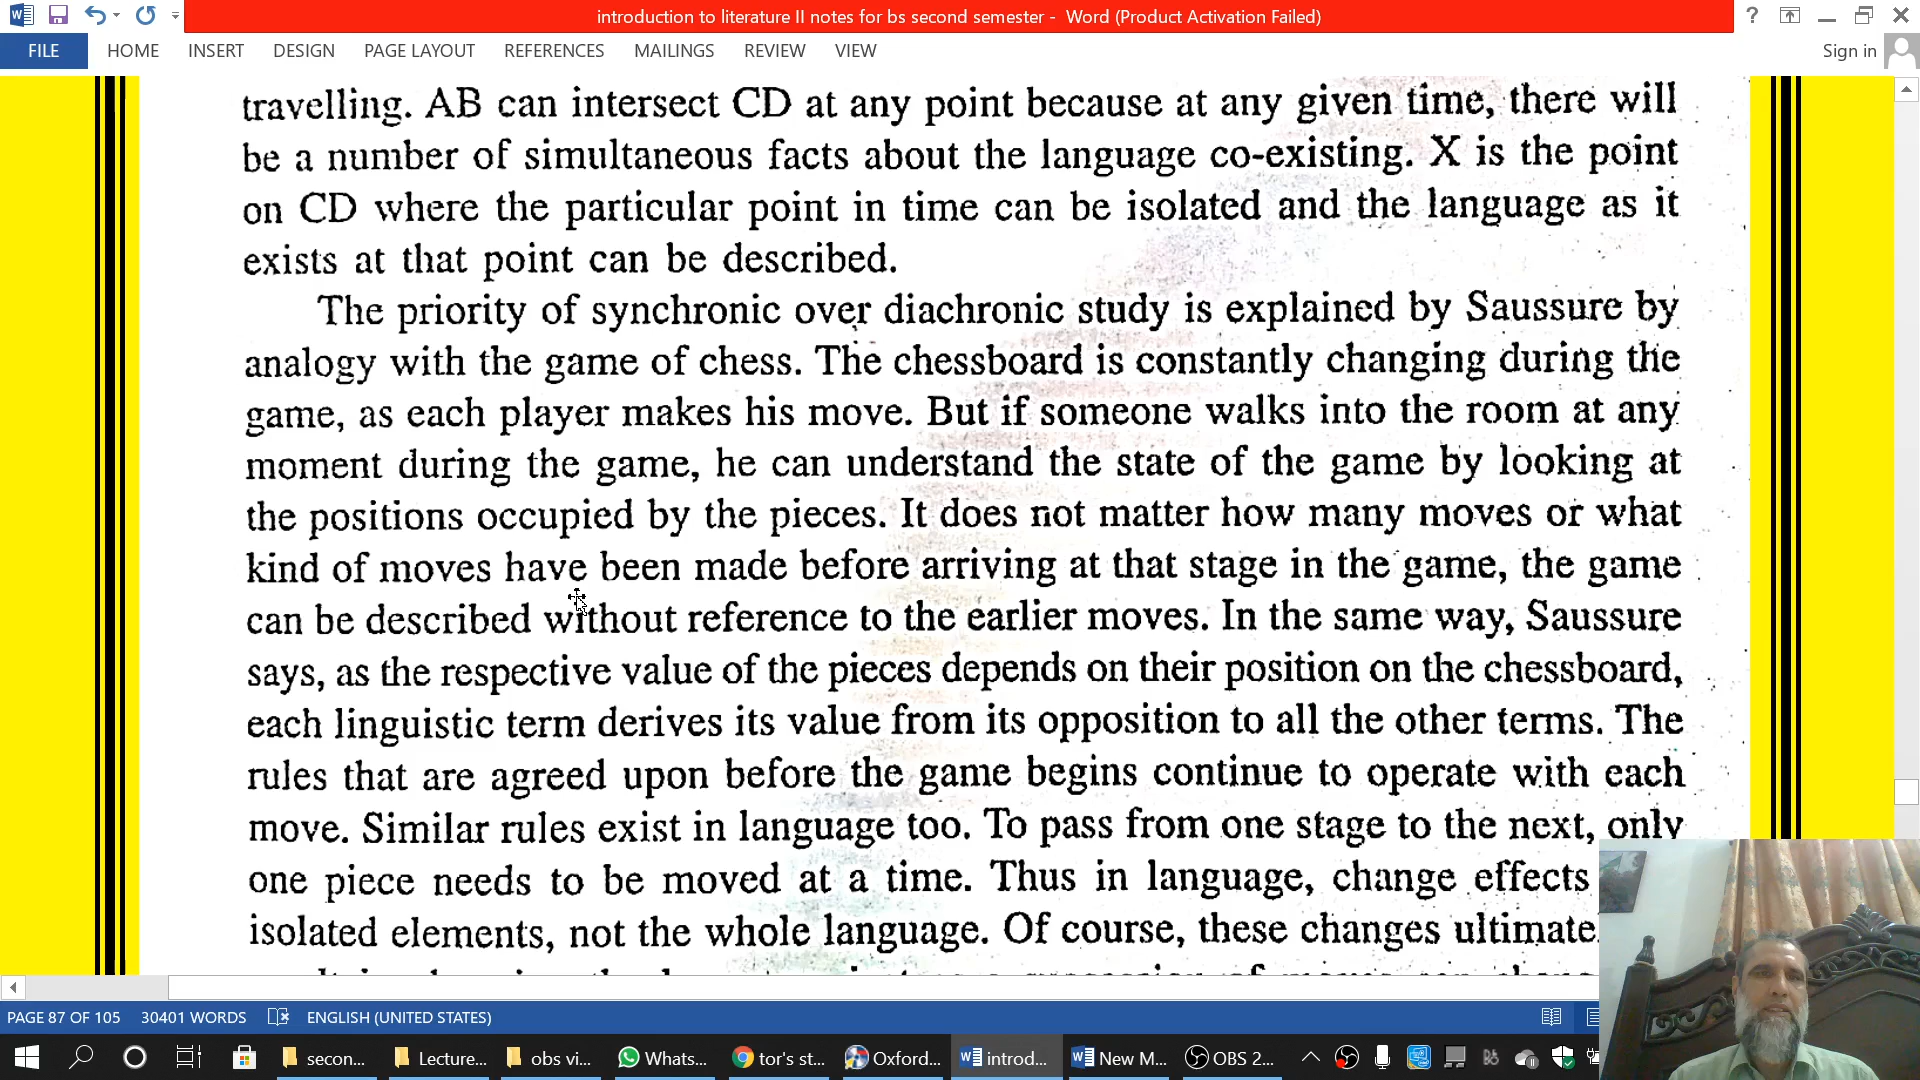 introduction to literature II notes for bs second semester - Word (Product Activation Failed)
FILE HOME INSERT DESIGN PAGE LAYOUT REFERENCES MAILINGS REVIEW VIEW Sign in
travelling. AB can intersect CD at any point because at any given time, there will
be a number of simultaneous facts about the language co-existing. X is the point
on CD where the particular point in time can be isolated and the language as it
exists at that point can be described.
The priority of synchronic over diachronic study is explained by Saussure by
analogy with the game of chess. The chessboard is constantly changing during the
game, as each player makes his move. But if someone walks into the room at any
moment during the game, he can understand the state of the game by looking at
the positions occupied by the pieces. It does not matter how many moves or what
kind of moves have been made before arriving at that stage in the game, the game
can be described without reference to the earlier moves. In the same way, Saussure
says, as the respective value of the pieces depends on their position on the chessboard,
each linguistic term derives its value from its opposition to all the other terms. The
rules that are agreed upon before the game begins continue to operate with each
move. Similar rules exist in language too. To pass from one stage to the next, only
one piece needs to be moved at a time. Thus in language, change effects
isolated elements, not the whole language. Of course, these changes ultimate
PAGE 87 OF 105 30401 WORDS ENGLISH (UNITED STATES)
secon... Lecture... obs vi... Whats... tor's st... Oxford... introd... New M... OBS 2...